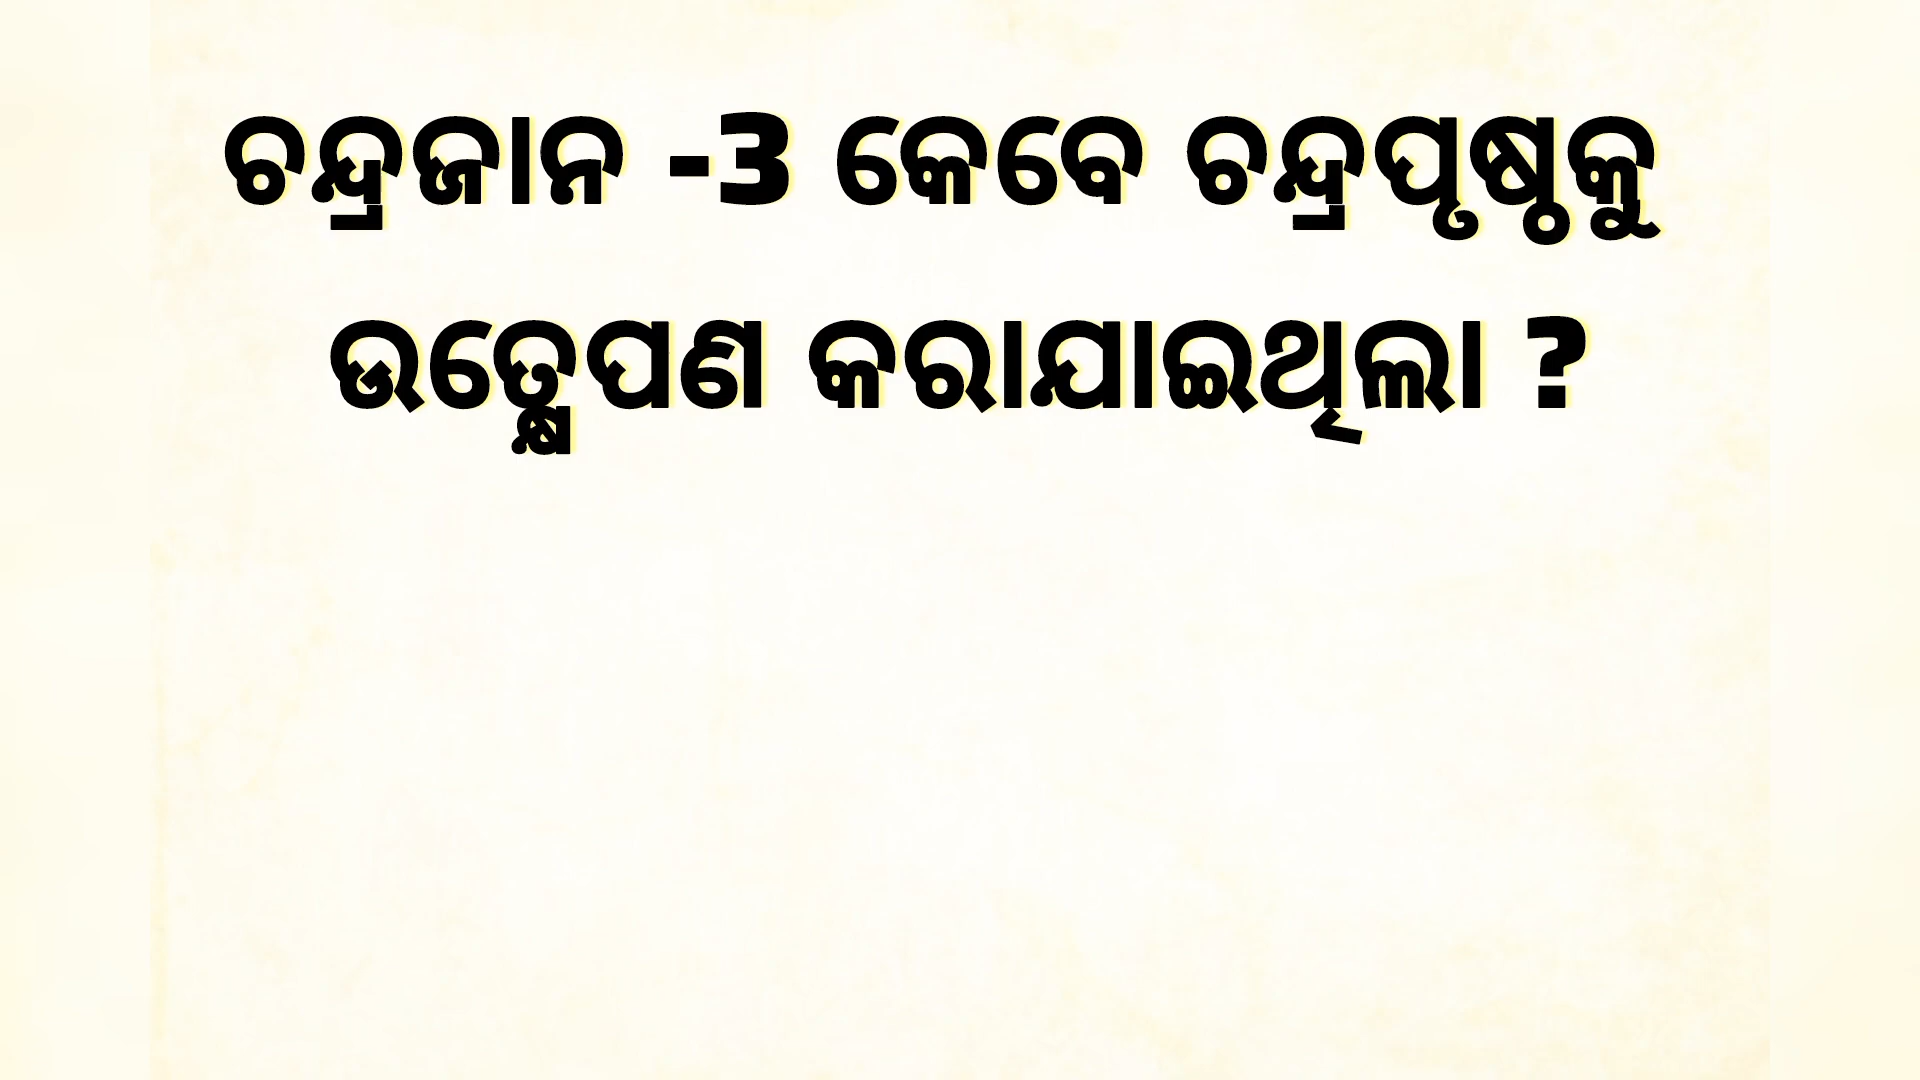 ଚନ୍ଦ୍ରଜାନ -3 କେବେ ଚନ୍ଦ୍ରପୃଷ୍ଠକୁ
ଉତ୍କ୍ଷେପଣ କରାଯାଇଥିଲା ?